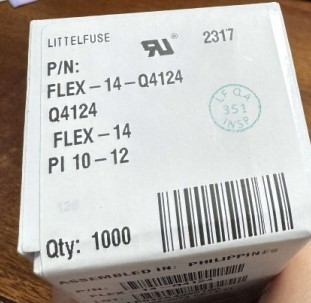 LITTELFUSE 2317
P/N:
FLEX-14-Q4124
Q4124
FLEX-14
PI 10-12
LFQA
351
INSP
126
Qty: 1000
ASSEMBLED IN: PHILIPPINES